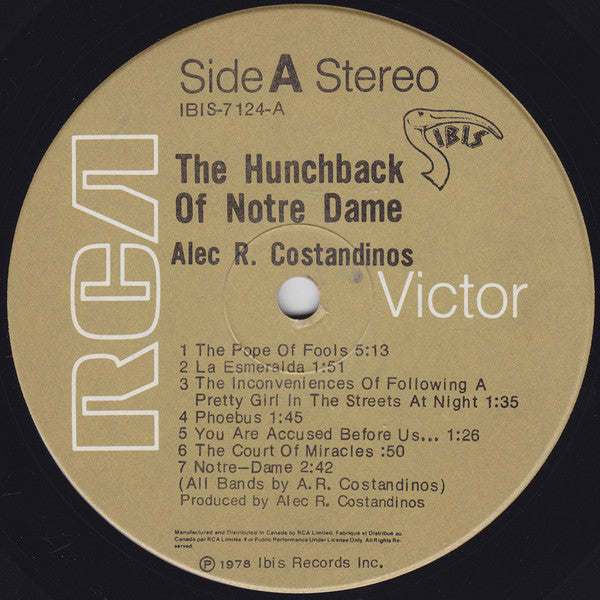 Side A Stereo
IBIS-7124-A
IBIS
The Hunchback
Of Notre Dame
Alec R. Costandinos
RCA
Victor
1 The Pope Of Fools 5:13
2 La Esmeralda 1:51
3 The Inconveniences Of Following A
Pretty Girl In The Streets At Night 1:35
4 Phoebus 1:45
5 You Are Accused Before Us... 1:26
6 The Court Of Miracles :50
7 Notre-Dame 2:42
(All Bands by A.R. Costandinos)
Produced by Alec R. Costandinos
Manufactured and Distributed in Canada by RCA Limited. Fabrique et Distribue au
Canada par RCA Limitee. For Public Performance Under License Only. All Rights Re-
served.
℗ 1978 Ibis Records Inc.